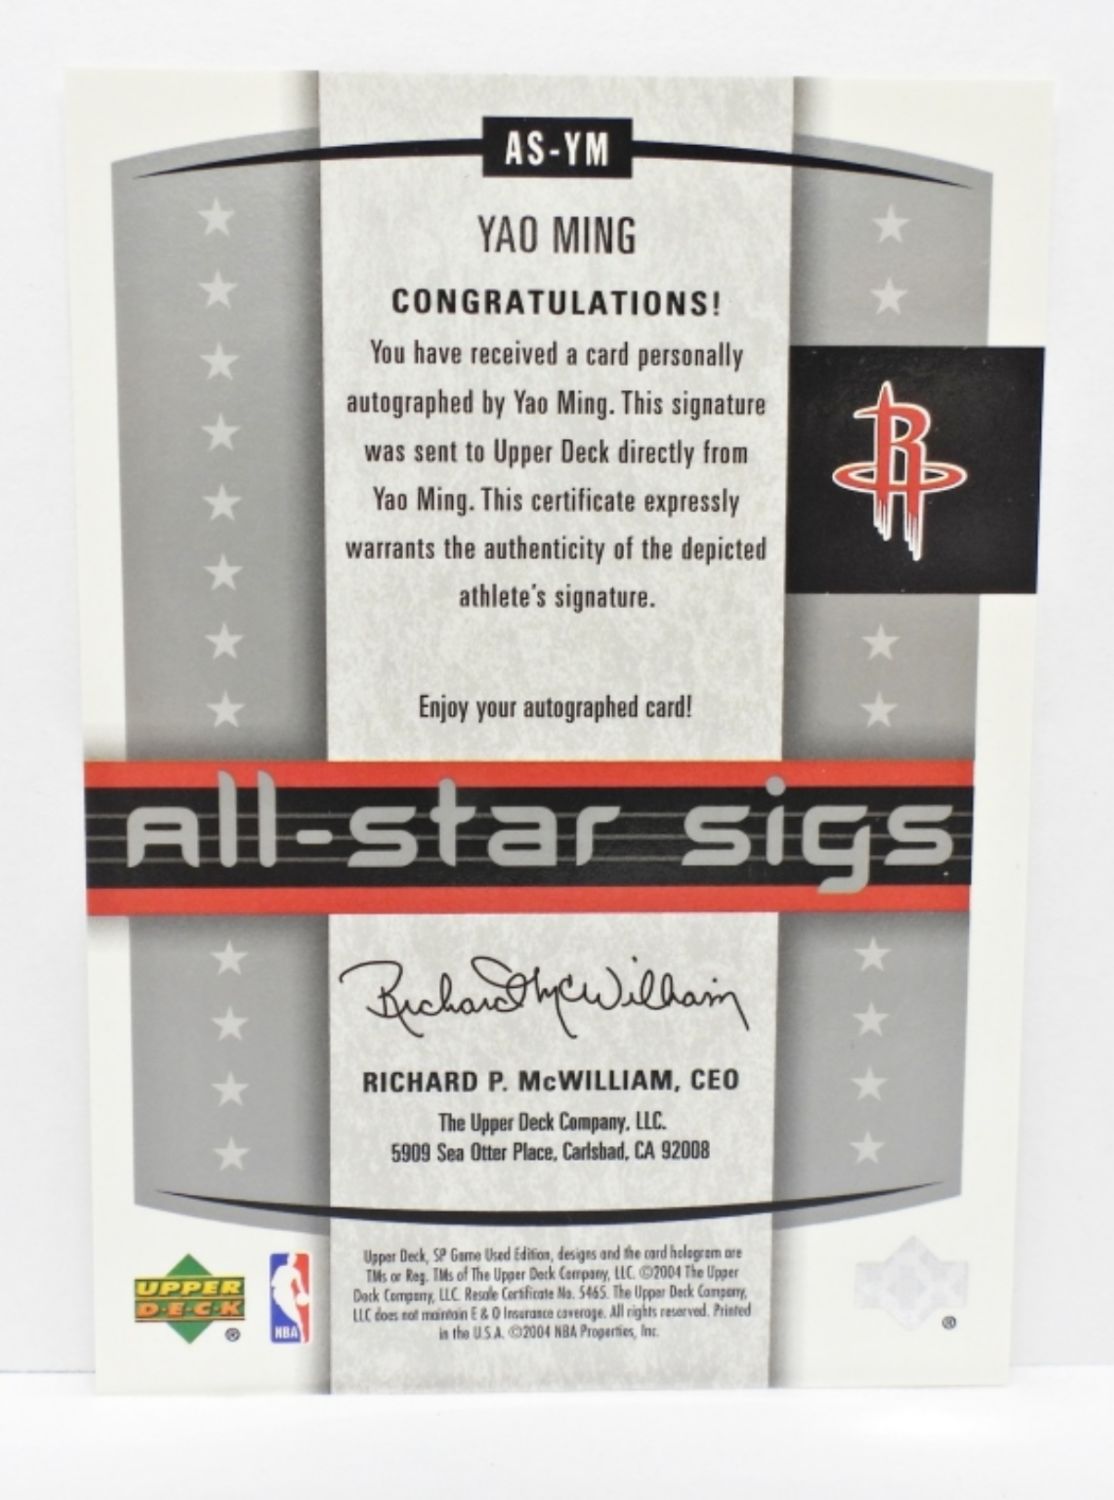 AS-YM
YAO MING
CONGRATULATIONS!
You have received a card personally
autographed by Yao Ming. This signature
was sent to Upper Deck directly from
Yao Ming. This certificate expressly
warrants the authenticity of the depicted
athlete's signature.
Enjoy your autographed card!
R
All-star sigs
Richard McWilliam
RICHARD P. McWILLIAM, CEO
The Upper Deck Company, LLC.
5909 Sea Otter Place, Carlsbad, CA 92008
Upper Deck, SP Game Used Edition, designs and the card hologram are
TMs or Reg. TMs of The Upper Deck Company, LLC. ©2004 The Upper
Deck Company, LLC. Resale Certificate No. 5465. The Upper Deck Company,
LLC does not maintain E & O Insurance coverage. All rights reserved. Printed
in the U.S.A. ©2004 NBA Properties, Inc.
UPPER
D·E·C·K
®
NBA
®